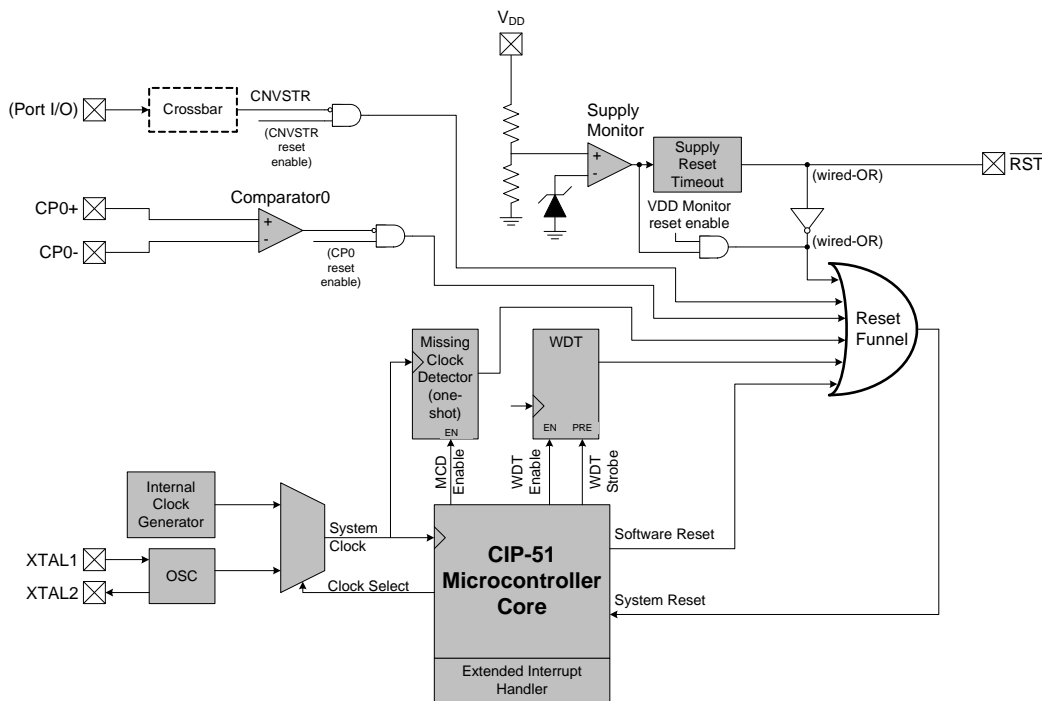 VDD
(Port I/O)
Crossbar
CNVSTR
(CNVSTR
reset
enable)
Supply
Monitor
+
-
Supply
Reset
Timeout
(wired-OR)
RST
CP0+
CP0-
Comparator0
+
-
(CP0
reset
enable)
VDD Monitor
reset enable
(wired-OR)
Reset
Funnel
Missing
Clock
Detector
(one-
shot)
EN
WDT
EN
PRE
MCD
Enable
WDT
Enable
WDT
Strobe
Internal
Clock
Generator
System
Clock
XTAL1
XTAL2
OSC
Clock Select
CIP-51
Microcontroller
Core
Software Reset
System Reset
Extended Interrupt
Handler